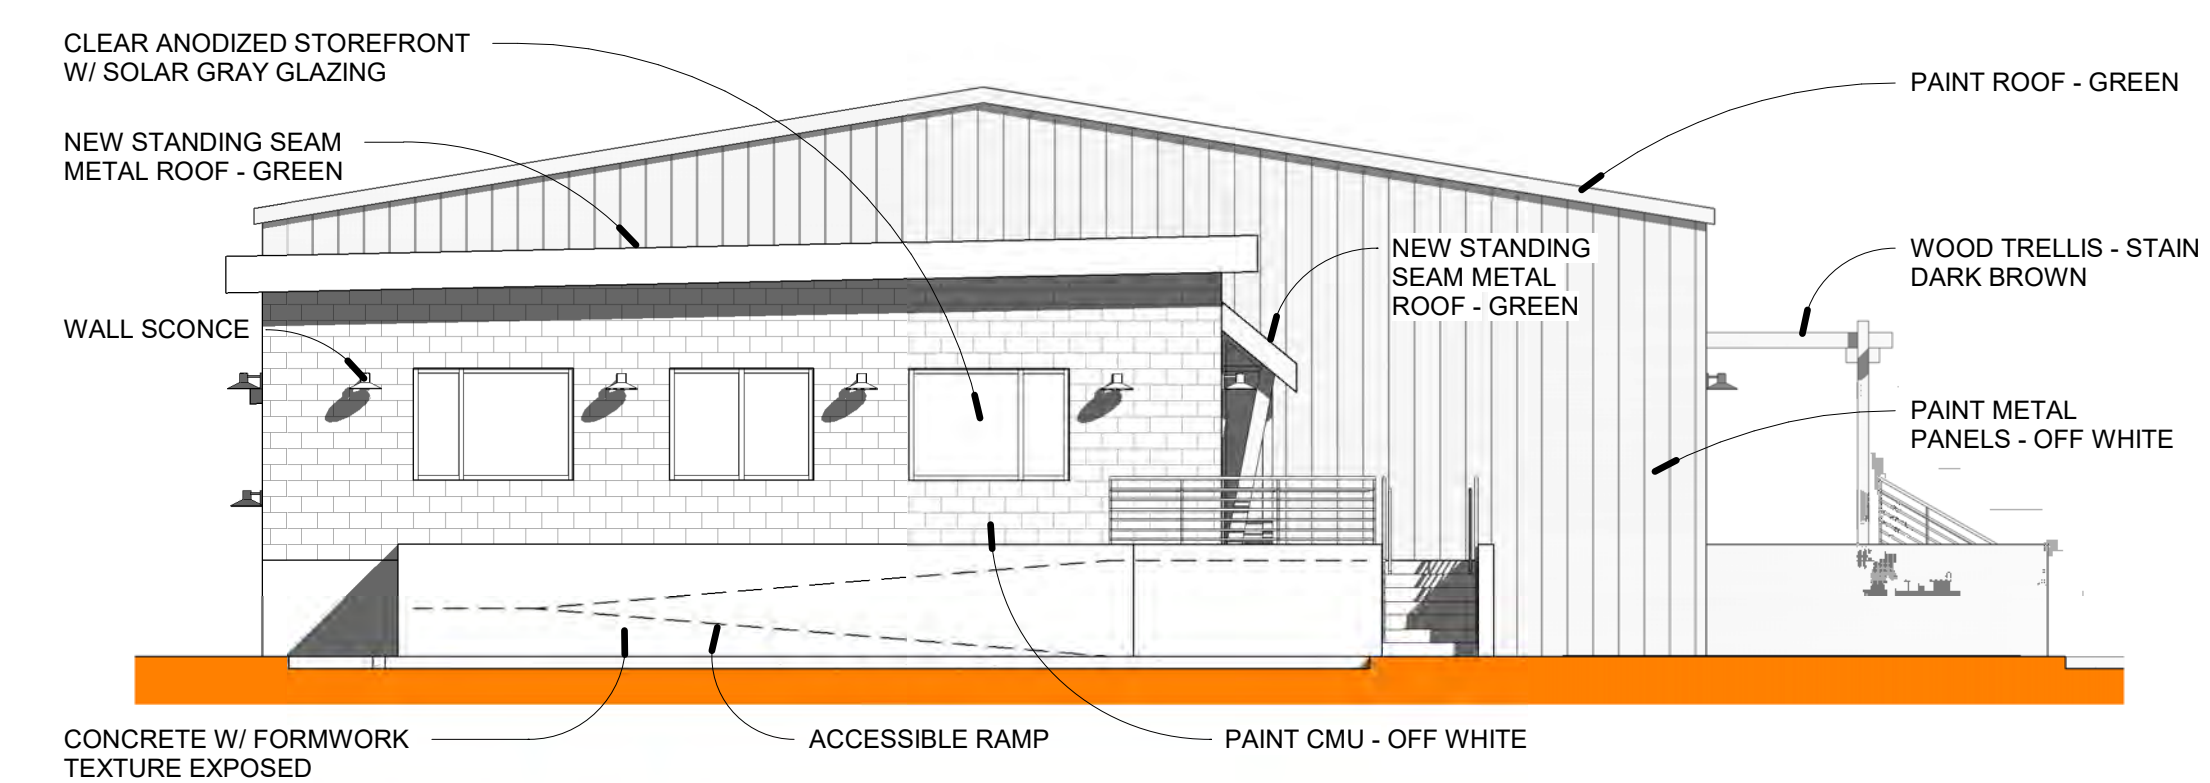 CLEAR ANODIZED STOREFRONT
W/ SOLAR GRAY GLAZING
NEW STANDING SEAM
METAL ROOF - GREEN
WALL SCONCE
PAINT ROOF - GREEN
NEW STANDING
SEAM METAL
ROOF - GREEN
WOOD TRELLIS - STAIN
DARK BROWN
PAINT METAL
PANELS - OFF WHITE
CONCRETE W/ FORMWORK
TEXTURE EXPOSED
ACCESSIBLE RAMP
PAINT CMU - OFF WHITE